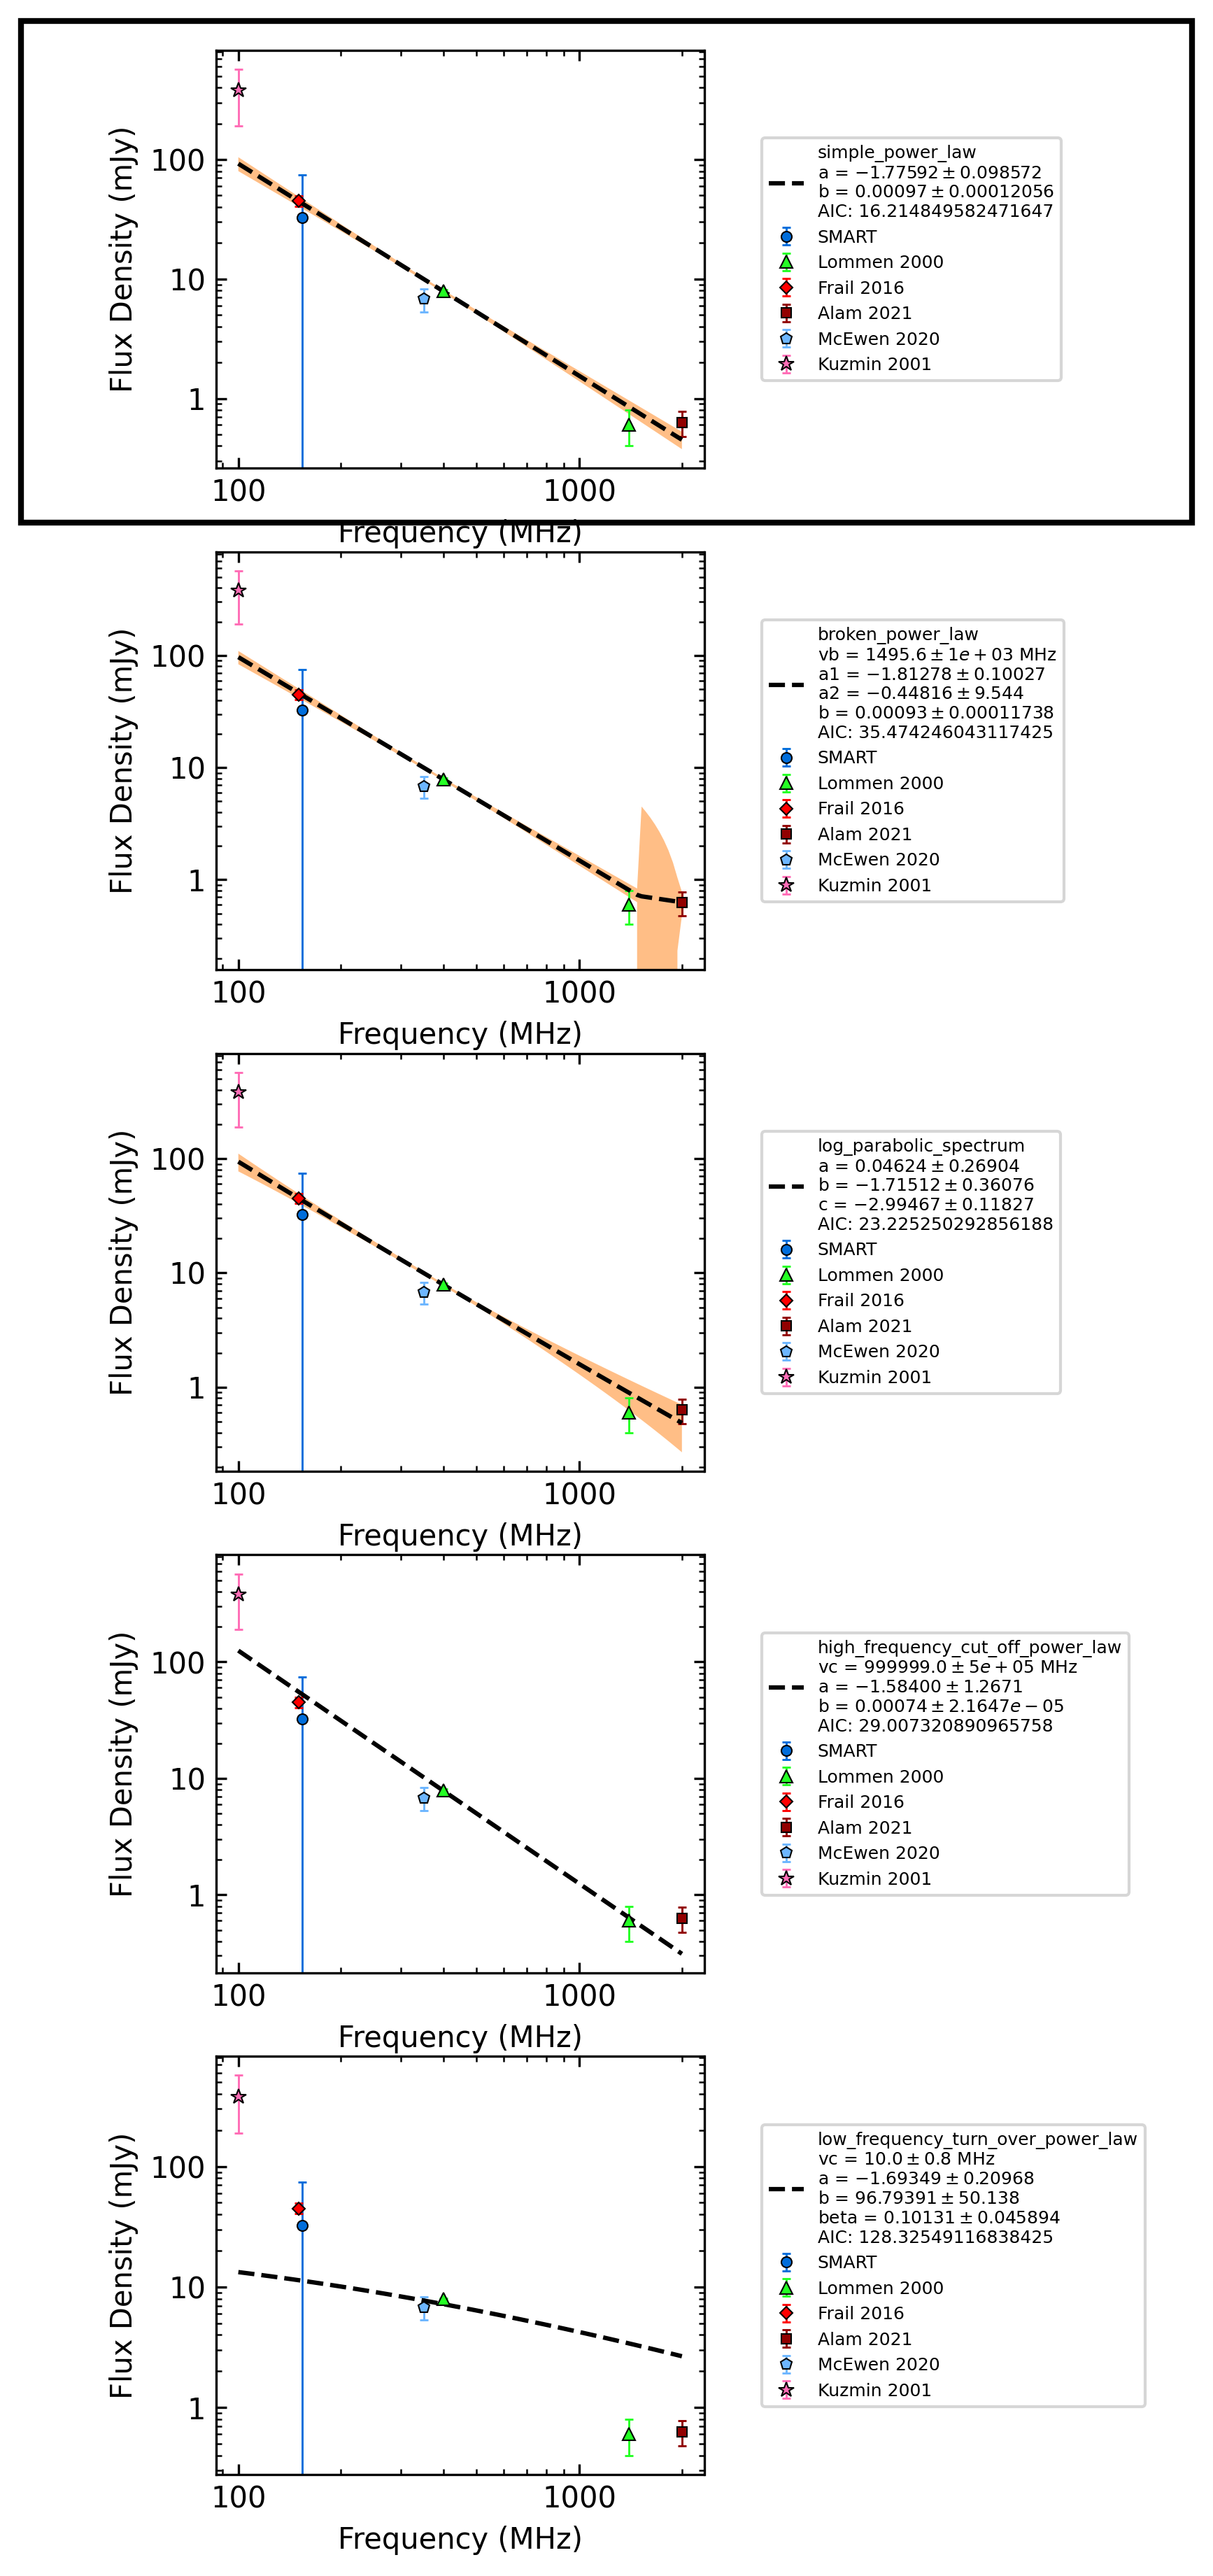 Flux Density (mJy)
100
10
1
100 1000
Frequency (MHz)
simple_power_law
a = −1.77592 ± 0.098572
b = 0.00097 ± 0.00012056
AIC: 16.214849582471647
SMART
Lommen 2000
Frail 2016
Alam 2021
McEwen 2020
Kuzmin 2001
Flux Density (mJy)
100
10
1
100 1000
Frequency (MHz)
broken_power_law
vb = 1495.6 ± 1e + 03 MHz
a1 = −1.81278 ± 0.10027
a2 = −0.44816 ± 9.544
b = 0.00093 ± 0.00011738
AIC: 35.474246043117425
SMART
Lommen 2000
Frail 2016
Alam 2021
McEwen 2020
Kuzmin 2001
Flux Density (mJy)
100
10
1
100 1000
Frequency (MHz)
log_parabolic_spectrum
a = 0.04624 ± 0.26904
b = −1.71512 ± 0.36076
c = −2.99467 ± 0.11827
AIC: 23.225250292856188
SMART
Lommen 2000
Frail 2016
Alam 2021
McEwen 2020
Kuzmin 2001
Flux Density (mJy)
100
10
1
100 1000
Frequency (MHz)
high_frequency_cut_off_power_law
vc = 999999.0 ± 5e + 05 MHz
a = −1.58400 ± 1.2671
b = 0.00074 ± 2.1647e − 05
AIC: 29.007320890965758
SMART
Lommen 2000
Frail 2016
Alam 2021
McEwen 2020
Kuzmin 2001
Flux Density (mJy)
100
10
1
100 1000
Frequency (MHz)
low_frequency_turn_over_power_law
vc = 10.0 ± 0.8 MHz
a = −1.69349 ± 0.20968
b = 96.79391 ± 50.138
beta = 0.10131 ± 0.045894
AIC: 128.32549116838425
SMART
Lommen 2000
Frail 2016
Alam 2021
McEwen 2020
Kuzmin 2001